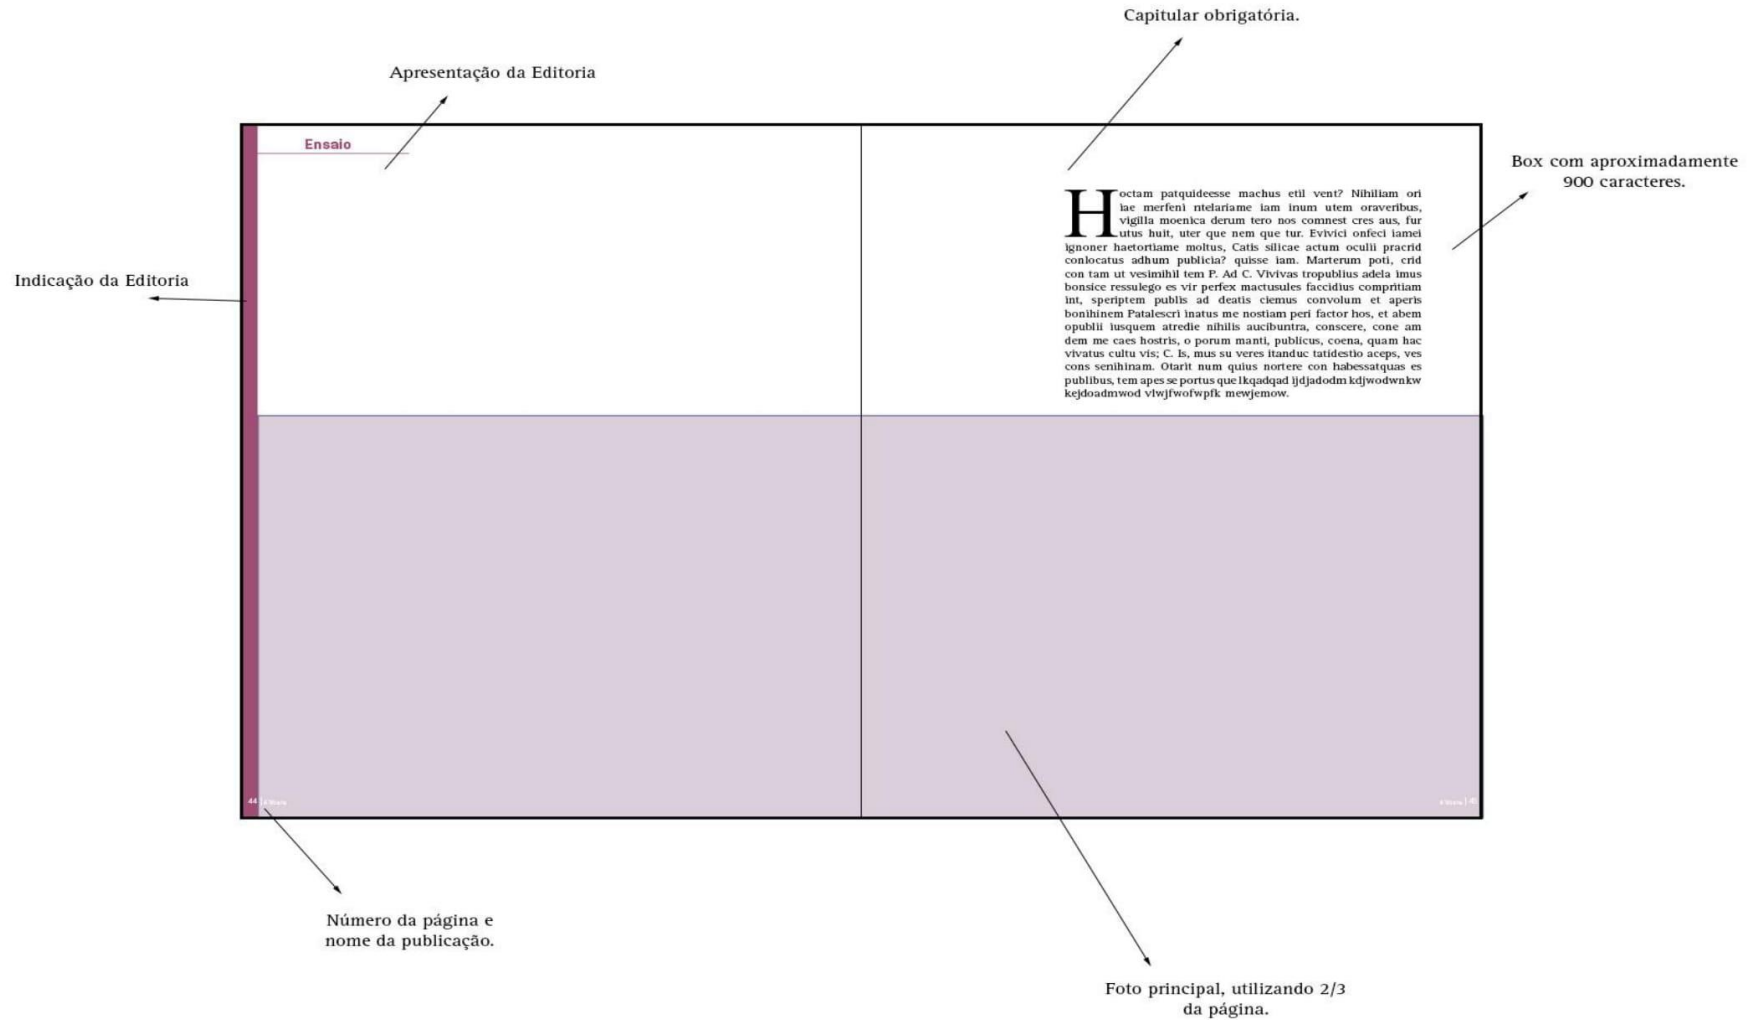 Capitular obrigatória.
Apresentação da Editoria
Ensaio
Box com aproximadamente
900 caracteres.
Indicação da Editoria
Hoctam patquideesse machus etil vent? Nihiliam ori
iae merfeni ntelariame iam inum utem oraveribus,
vigilla moenica derum tero nos comnest cres aus, fur
utus huit, uter que nem que tur. Evivici onfeci iamei
ignoner haetortiame moltus, Catis silicae actum oculii pracrid
conlocatus adhum publicia? quisse iam. Marterum poti, crid
con tam ut vesimihil tem P. Ad C. Vivivas tropublius adela imus
bonsice ressulego es vir perfex mactusules faccidius compritiam
int, speriptem publis ad deatis ciemus convolum et aperis
bonihinem Patalescri inatus me nostiam peri factor hos, et abem
opublii iusquem atredie nihilis aucibuntra, conscere, cone am
dem me caes hostris, o porum manti, publicus, coena, quam hac
vivatus cultu vis; C. Is, mus su veres itanduc tatidestio aceps, ves
cons senihinam. Otarit num quius nortere con habessatquas es
publibus, tem apes se portus que lkqadqad ijdjadodm kdjwodwnkw
kejdoadmwod vlwjfwofwpfk mewjemow.
44
Número da página e
nome da publicação.
Foto principal, utilizando 2/3
da página.